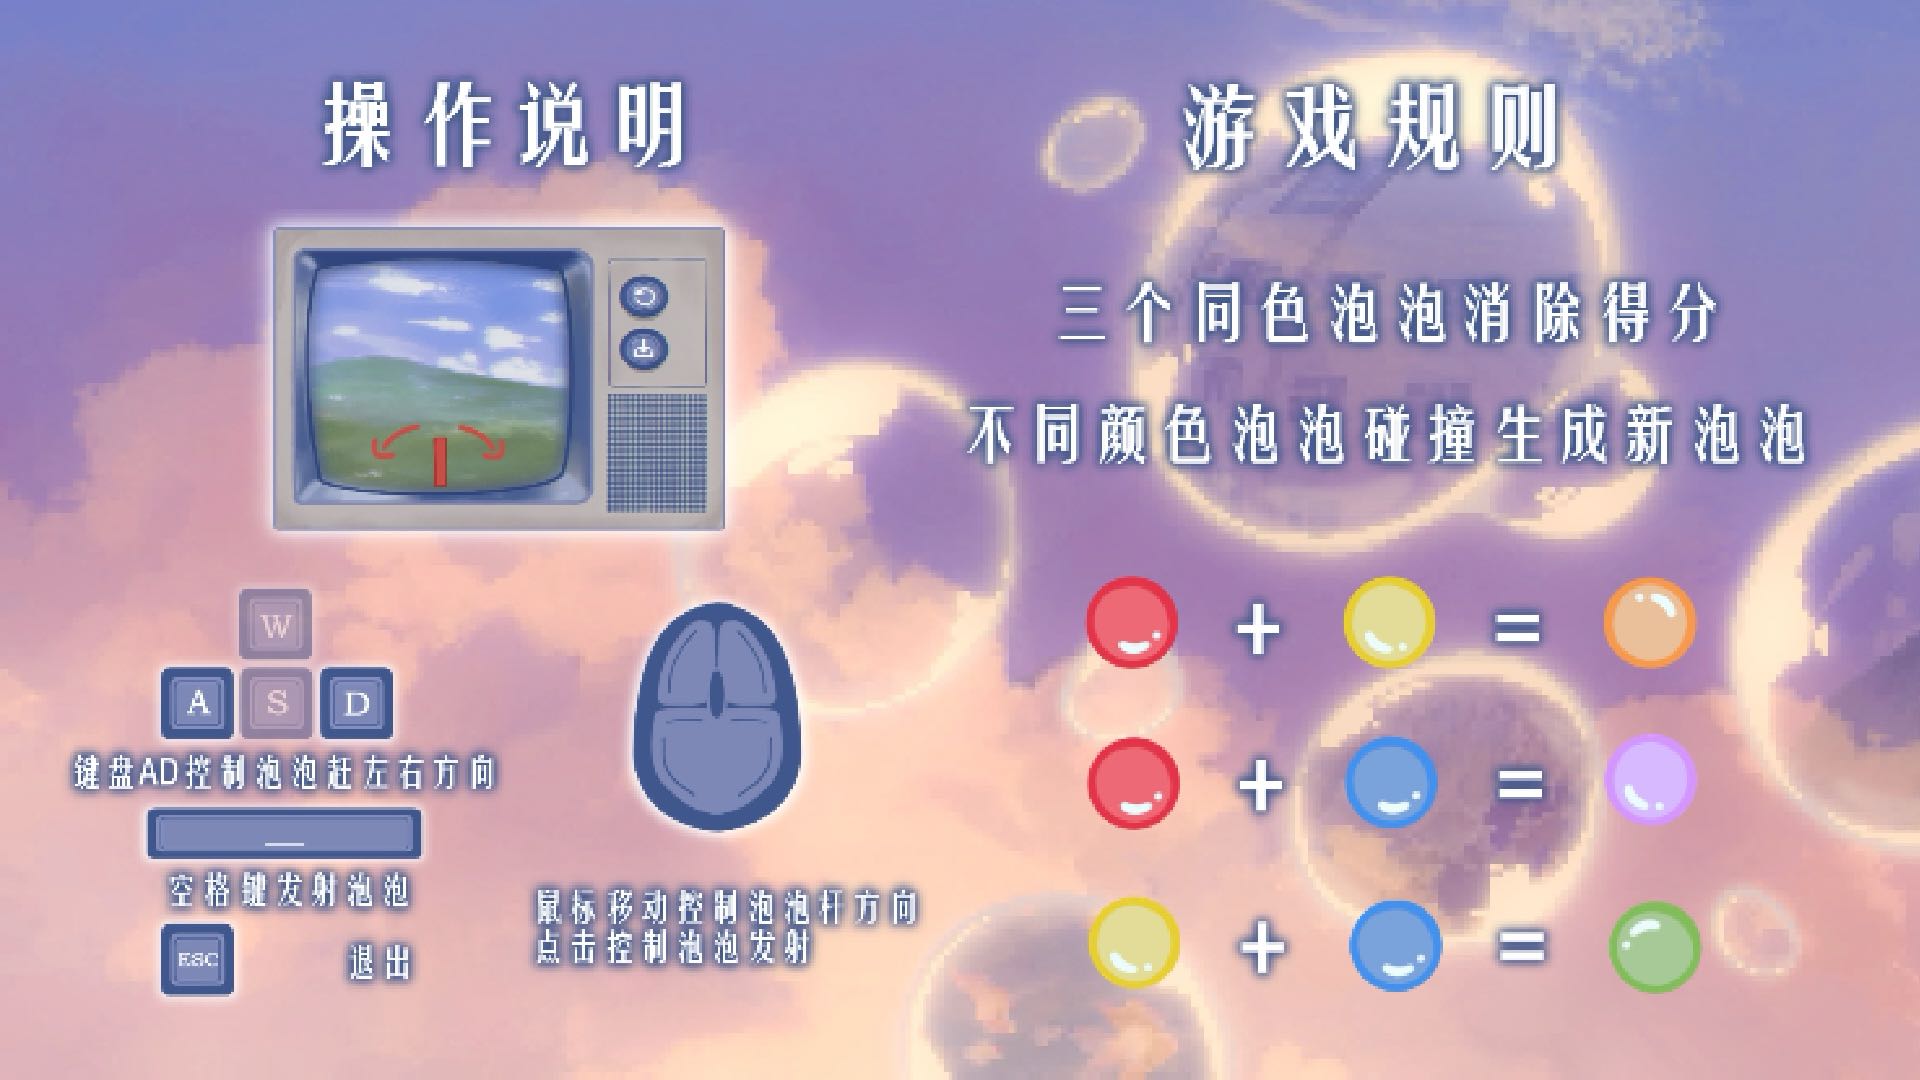 操作说明
W
A S D
键盘AD控制泡泡赶左右方向
空格键发射泡泡
ESC 退出
鼠标移动控制泡泡杆方向
点击控制泡泡发射
游戏规则
三个同色泡泡消除得分
不同颜色泡泡碰撞生成新泡泡
+ =
+ =
+ =